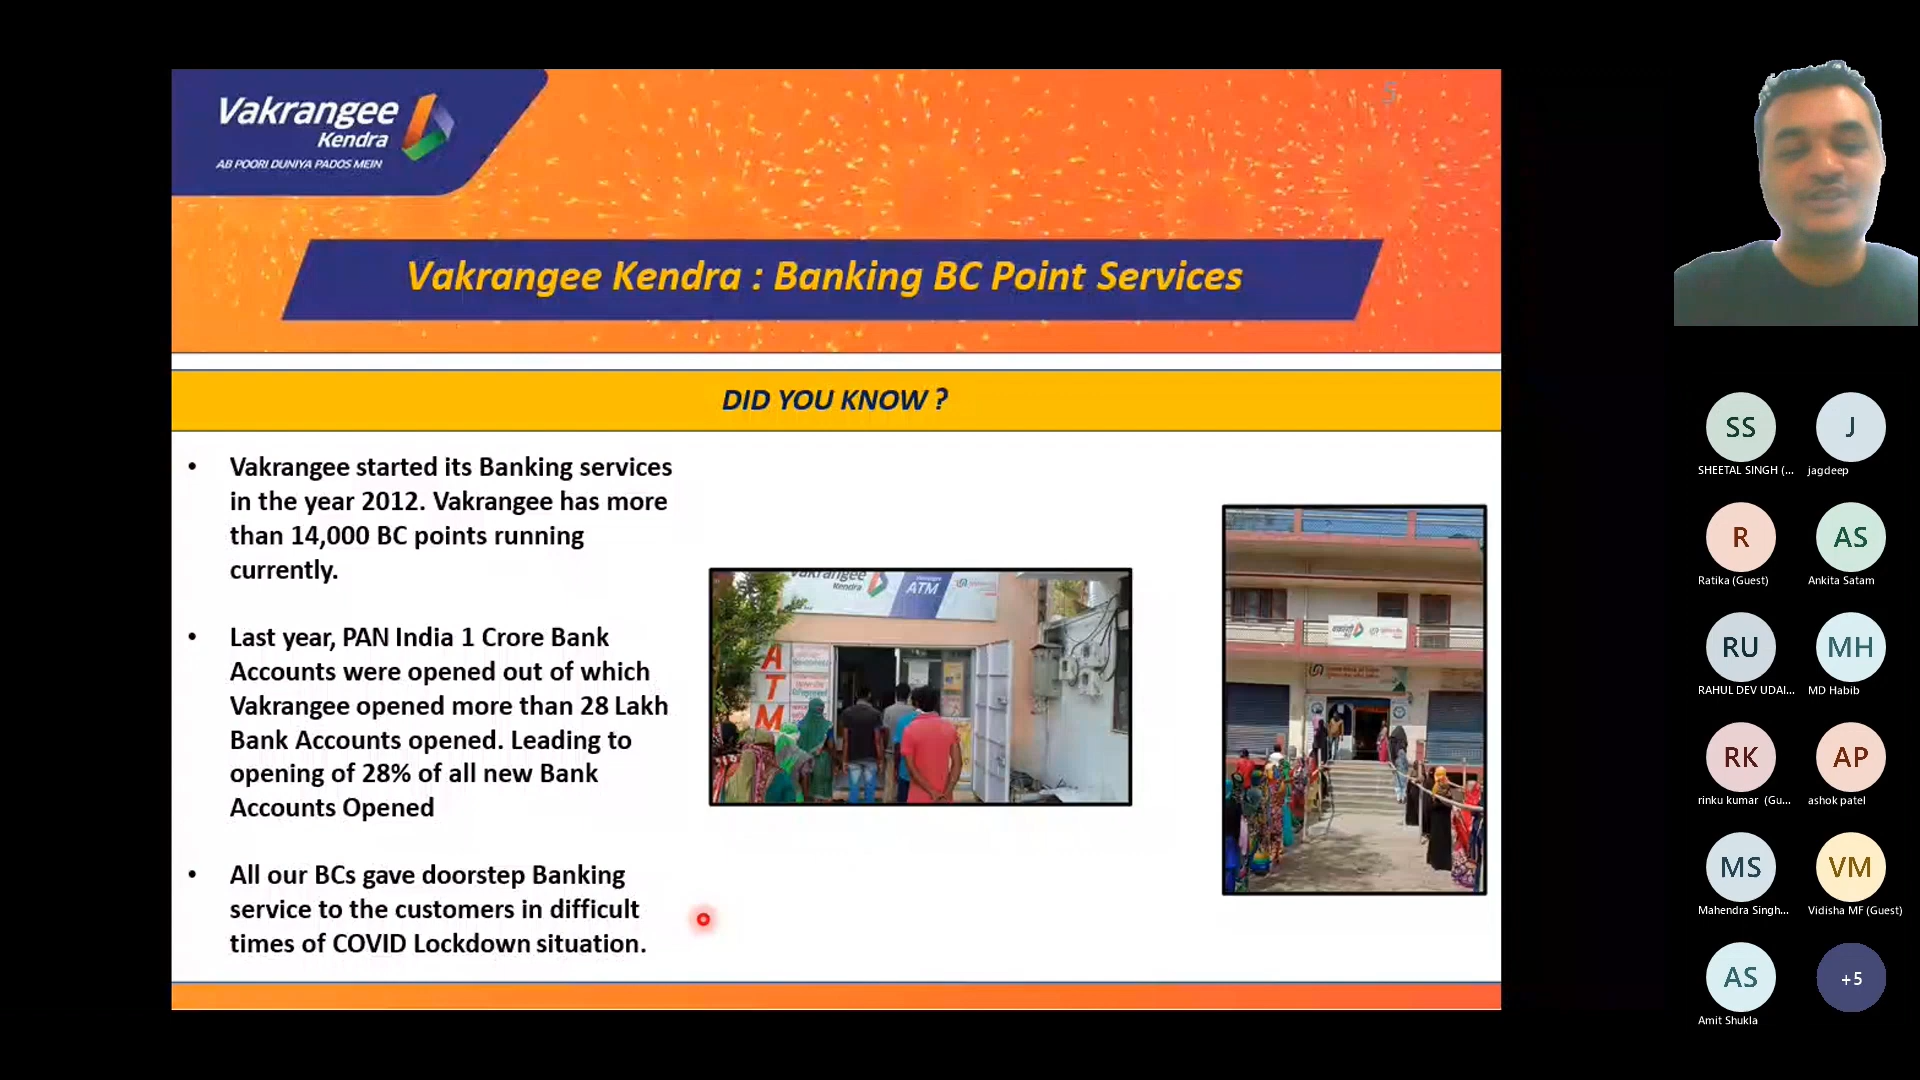 5
Vakrangee
Kendra
AB POORI DUNIYA PADOS MEIN
Vakrangee Kendra : Banking BC Point Services
DID YOU KNOW ?
• Vakrangee started its Banking services
in the year 2012. Vakrangee has more
than 14,000 BC points running
currently.
• Last year, PAN India 1 Crore Bank
Accounts were opened out of which
Vakrangee opened more than 28 Lakh
Bank Accounts opened. Leading to
opening of 28% of all new Bank
Accounts Opened
• All our BCs gave doorstep Banking
service to the customers in difficult
times of COVID Lockdown situation.
Vakrangee
Kendra
ATM
ATM
SS
SHEETAL SINGH (...
J
jagdeep
R
Ratika (Guest)
AS
Ankita Satam
RU
RAHUL DEV UDAI...
MH
MD Habib
RK
rinku kumar (Gu...
AP
ashok patel
MS
Mahendra Singh...
VM
Vidisha MF (Guest)
AS
Amit Shukla
+5